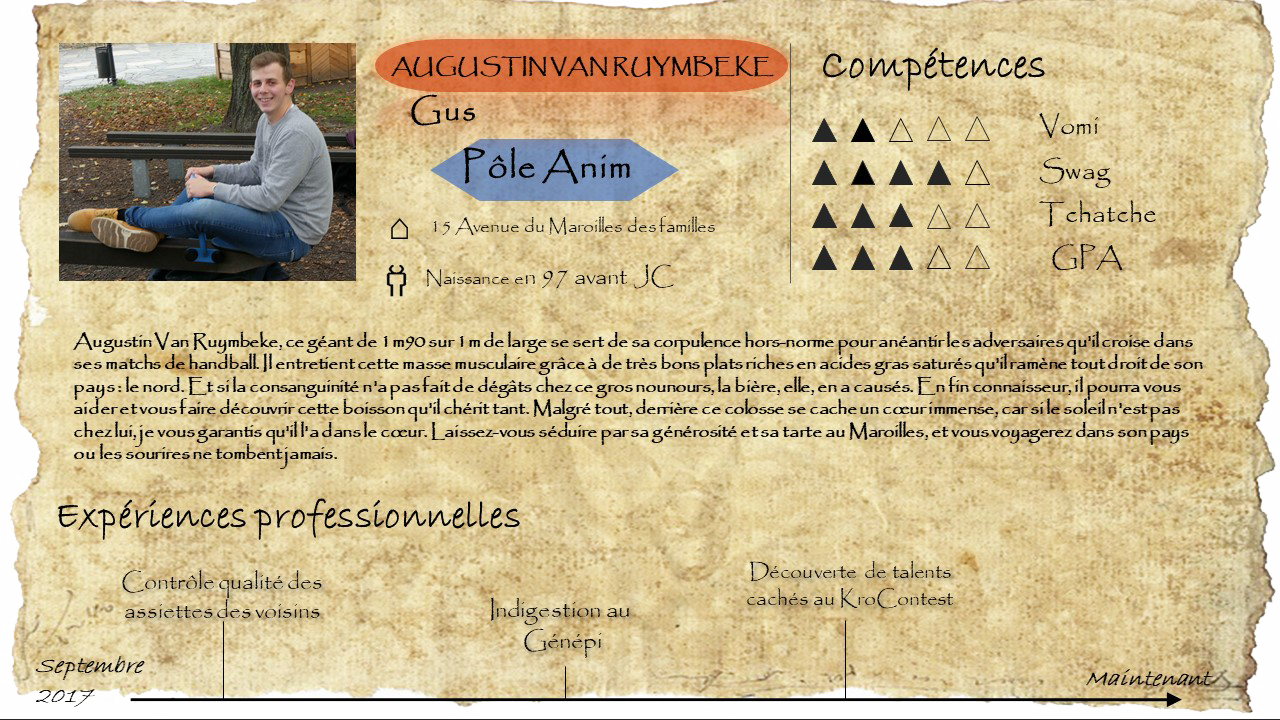 AUGUSTIN VAN RUYMBEKE
Gus
Pôle Anim
15 Avenue du Maroilles des familles
Naissance en 97 avant JC
Compétences
Vomi
Swag
Tchatche
GPA
Augustin Van Ruymbeke, ce géant de 1m90 sur 1m de large se sert de sa corpulence hors-norme pour anéantir les adversaires qu'il croise dans
ses matchs de handball. Il entretient cette masse musculaire grâce à de très bons plats riches en acides gras saturés qu'il ramène tout droit de son
pays : le nord. Et si la consanguinité n'a pas fait de dégâts chez ce gros nounours, la bière, elle, en a causés. En fin connaisseur, il pourra vous
aider et vous faire découvrir cette boisson qu'il chérit tant. Malgré tout, derrière ce colosse se cache un cœur immense, car si le soleil n'est pas
chez lui, je vous garantis qu'il l'a dans le cœur. Laissez-vous séduire par sa générosité et sa tarte au Maroilles, et vous voyagerez dans son pays
ou les sourires ne tombent jamais.
Expériences professionnelles
Contrôle qualité des
assiettes des voisins
Indigestion au
Génépi
Découverte de talents
cachés au KroContest
Septembre
2017
Maintenant